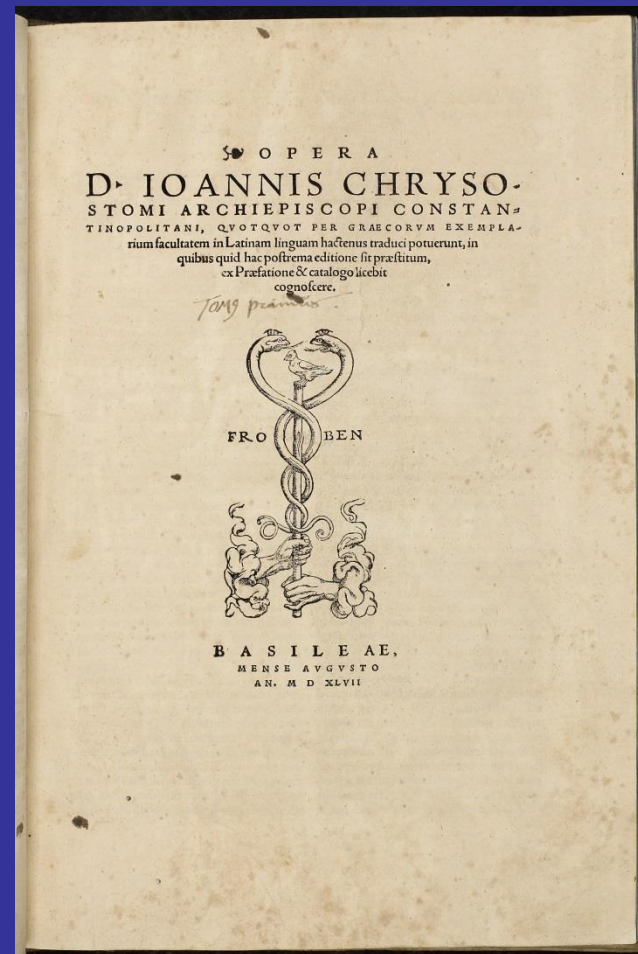 OPERA
D. IOANNIS CHRYSO-
STOMI ARCHIEPISCOPI CONSTAN=
TINOPOLITANI, QVOTQVOT PER GRAECORVM EXEMPLA-
rium facultatem in Latinam linguam hactenus traduci potuerunt, in
quibus quid hac poſtrema editione ſit præſtitum,
ex Præfatione & catalogo licebit
cognoſcere.
Tomg primus.
FRO BEN
BASILEAE,
MENSE AVGVSTO
AN. M D XLVII